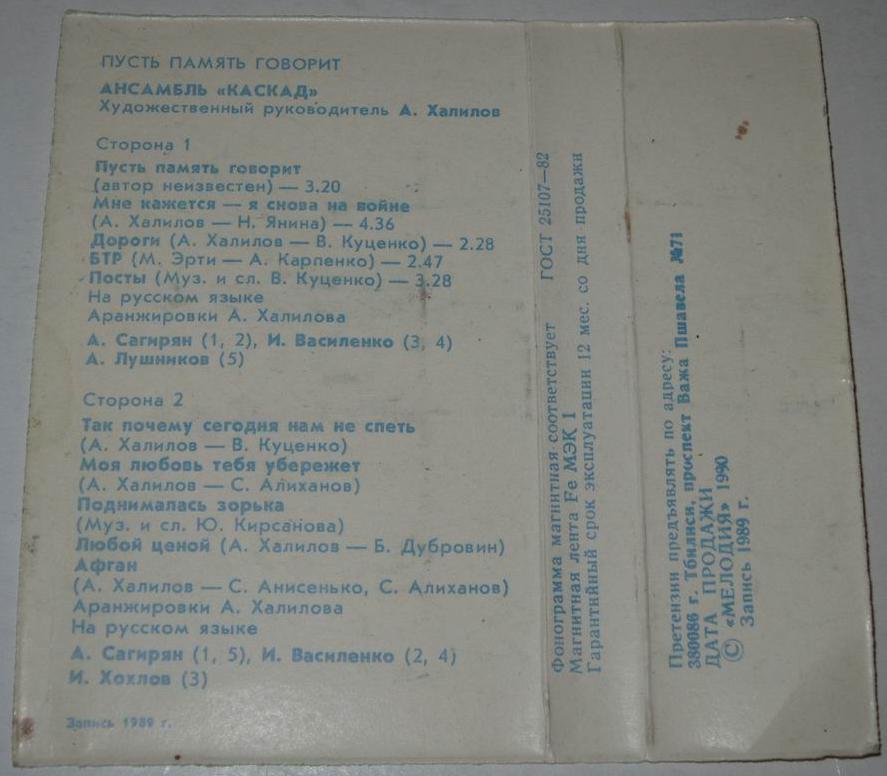 ПУСТЬ ПАМЯТЬ ГОВОРИТ
АНСАМБЛЬ «КАСКАД»
Художественный руководитель А. Халилов
Сторона 1
Пусть память говорит
(автор неизвестен) — 3.20
Мне кажется — я снова на войне
(А. Халилов — Н. Янина) — 4.36
Дороги (А. Халилов — В. Куценко) — 2.28
БТР (М. Эрти — А. Карпенко) — 2.47
Посты (Муз. и сл. В. Куценко) — 3.28
На русском языке
Аранжировки А. Халилова
А. Сагирян (1, 2), И. Василенко (3, 4)
А. Лушников (5)
Сторона 2
Так почему сегодня нам не спеть
(А. Халилов — В. Куценко)
Моя любовь тебя убережет
(А. Халилов — С. Алиханов)
Поднималась зорька
(Муз. и сл. Ю. Кирсанова)
Любой ценой (А. Халилов — Б. Дубровин)
Афган
(А. Халилов — С. Анисенько, С. Алиханов)
Аранжировки А. Халилова
На русском языке
А. Сагирян (1, 5), И. Василенко (2, 4)
И. Хохлов (3)
Запись 1989 г.
Фонограмма магнитная соответствует ГОСТ 25107—82
Магнитная лента Fe МЭК 1
Гарантийный срок эксплуатации 12 мес. со дня продажи
Претензии предъявлять по адресу:
380086 г. Тбилиси, проспект Важа Пшавела №71
ДАТА ПРОДАЖИ
© «МЕЛОДИЯ» 1990
Запись 1989 г.